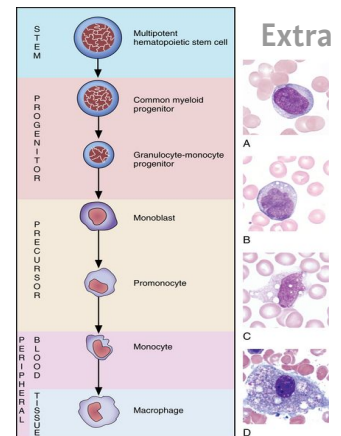 Extra
STEM
Multipotent
hematopoietic stem cell
PROGENITOR
Common myeloid
progenitor
Granulocyte-monocyte
progenitor
A
PRECURSOR
Monoblast
B
Promonocyte
C
PERIPHERAL
BLOOD
Monocyte
TISSUE
Macrophage
D